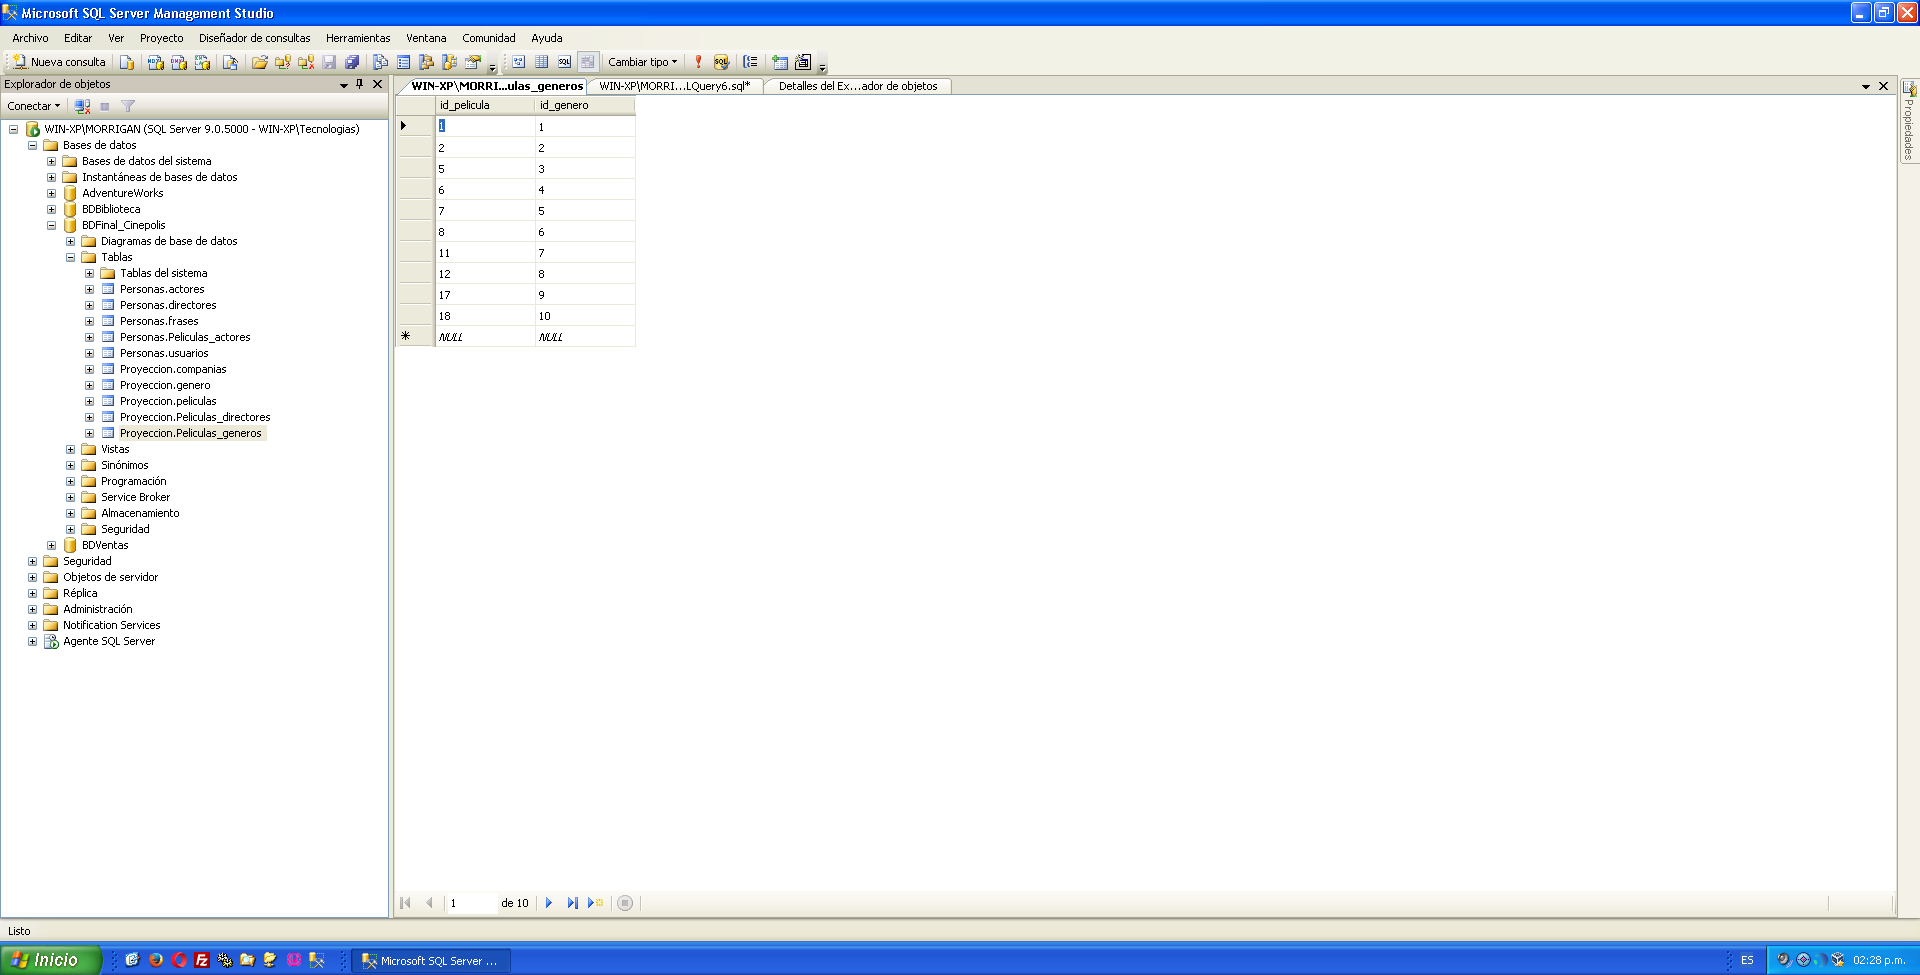 Microsoft SQL Server Management Studio
Archivo Editar Ver Proyecto Diseñador de consultas Herramientas Ventana Comunidad Ayuda
Nueva consulta SQL Cambiar tipo
Explorador de objetos
Conectar
WIN-XP\MORRIGAN (SQL Server 9.0.5000 - WIN-XP\Tecnologias)
Bases de datos
Bases de datos del sistema
Instantáneas de bases de datos
AdventureWorks
BDBiblioteca
BDFinal_Cinepolis
Diagramas de base de datos
Tablas
Tablas del sistema
Personas.actores
Personas.directores
Personas.frases
Personas.Peliculas_actores
Personas.usuarios
Proyeccion.companias
Proyeccion.genero
Proyeccion.peliculas
Proyeccion.Peliculas_directores
Proyeccion.Peliculas_generos
Vistas
Sinónimos
Programación
Service Broker
Almacenamiento
Seguridad
BDVentas
Seguridad
Objetos de servidor
Réplica
Administración
Notification Services
Agente SQL Server
WIN-XP\MORRI...ulas_generos WIN-XP\MORRI...LQuery6.sql* Detalles del Ex...ador de objetos
id_pelicula id_genero
1 1
2 2
5 3
6 4
7 5
8 6
11 7
12 8
17 9
18 10
NULL NULL
1 de 10
Propiedades
Listo
Inicio Microsoft SQL Server ... ES 02:28 p.m.